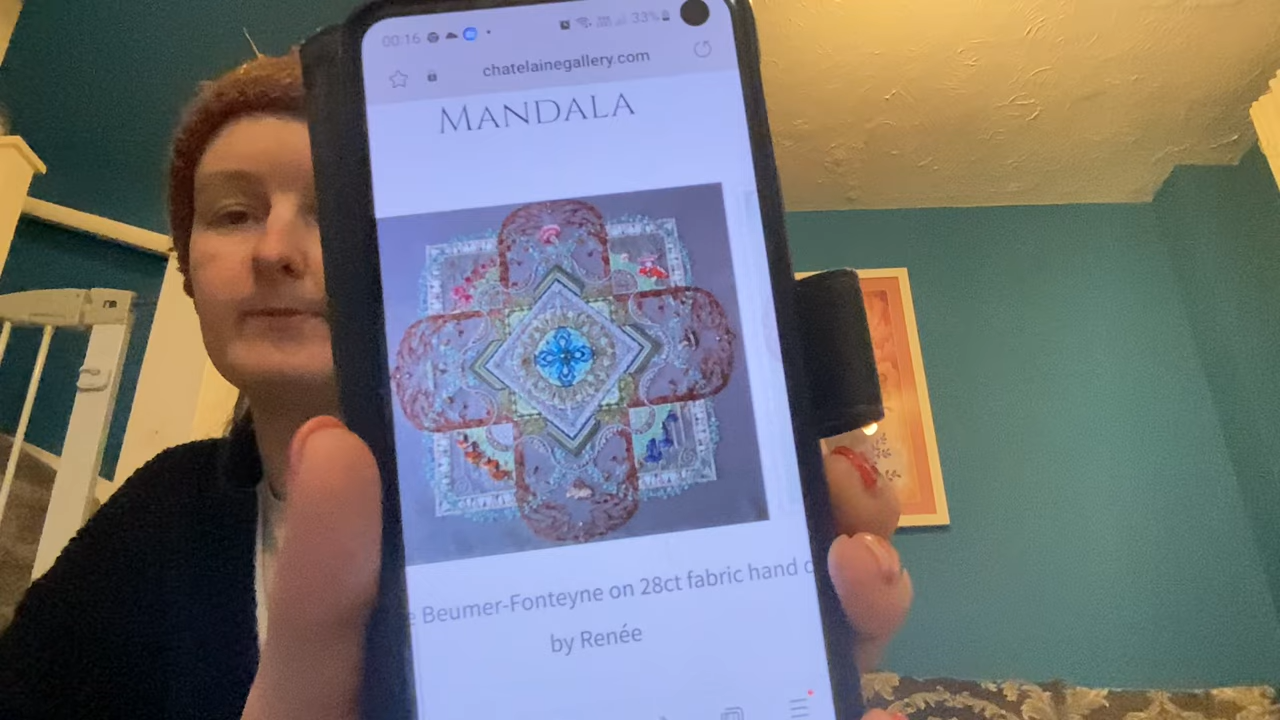 00:16
33%
chatelainegallery.com
MANDALA
e Beumer-Fonteyne on 28ct fabric hand
by Renée